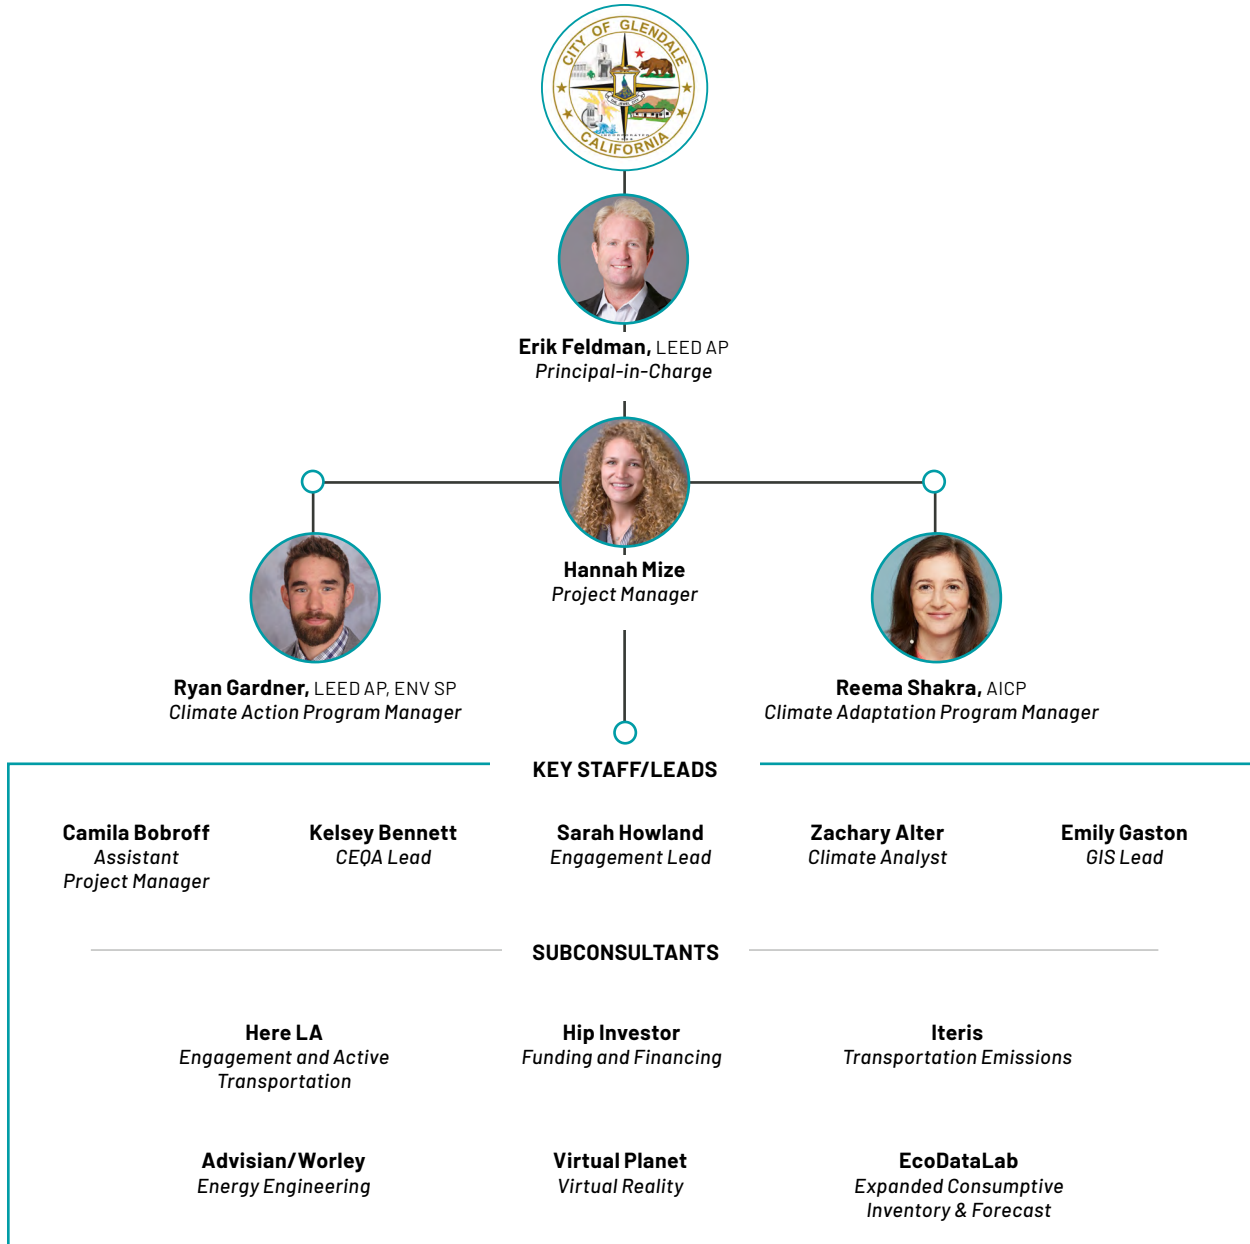 CITY OF GLENDALE
CALIFORNIA
Erik Feldman, LEED AP
Principal-in-Charge
Hannah Mize
Project Manager
Ryan Gardner, LEED AP, ENV SP
Climate Action Program Manager
Reema Shakra, AICP
Climate Adaptation Program Manager
KEY STAFF/LEADS
Camila Bobroff
Assistant
Project Manager
Kelsey Bennett
CEQA Lead
Sarah Howland
Engagement Lead
Zachary Alter
Climate Analyst
Emily Gaston
GIS Lead
SUBCONSULTANTS
Here LA
Engagement and Active
Transportation
Hip Investor
Funding and Financing
Iteris
Transportation Emissions
Advisian/Worley
Energy Engineering
Virtual Planet
Virtual Reality
EcoDataLab
Expanded Consumptive
Inventory & Forecast